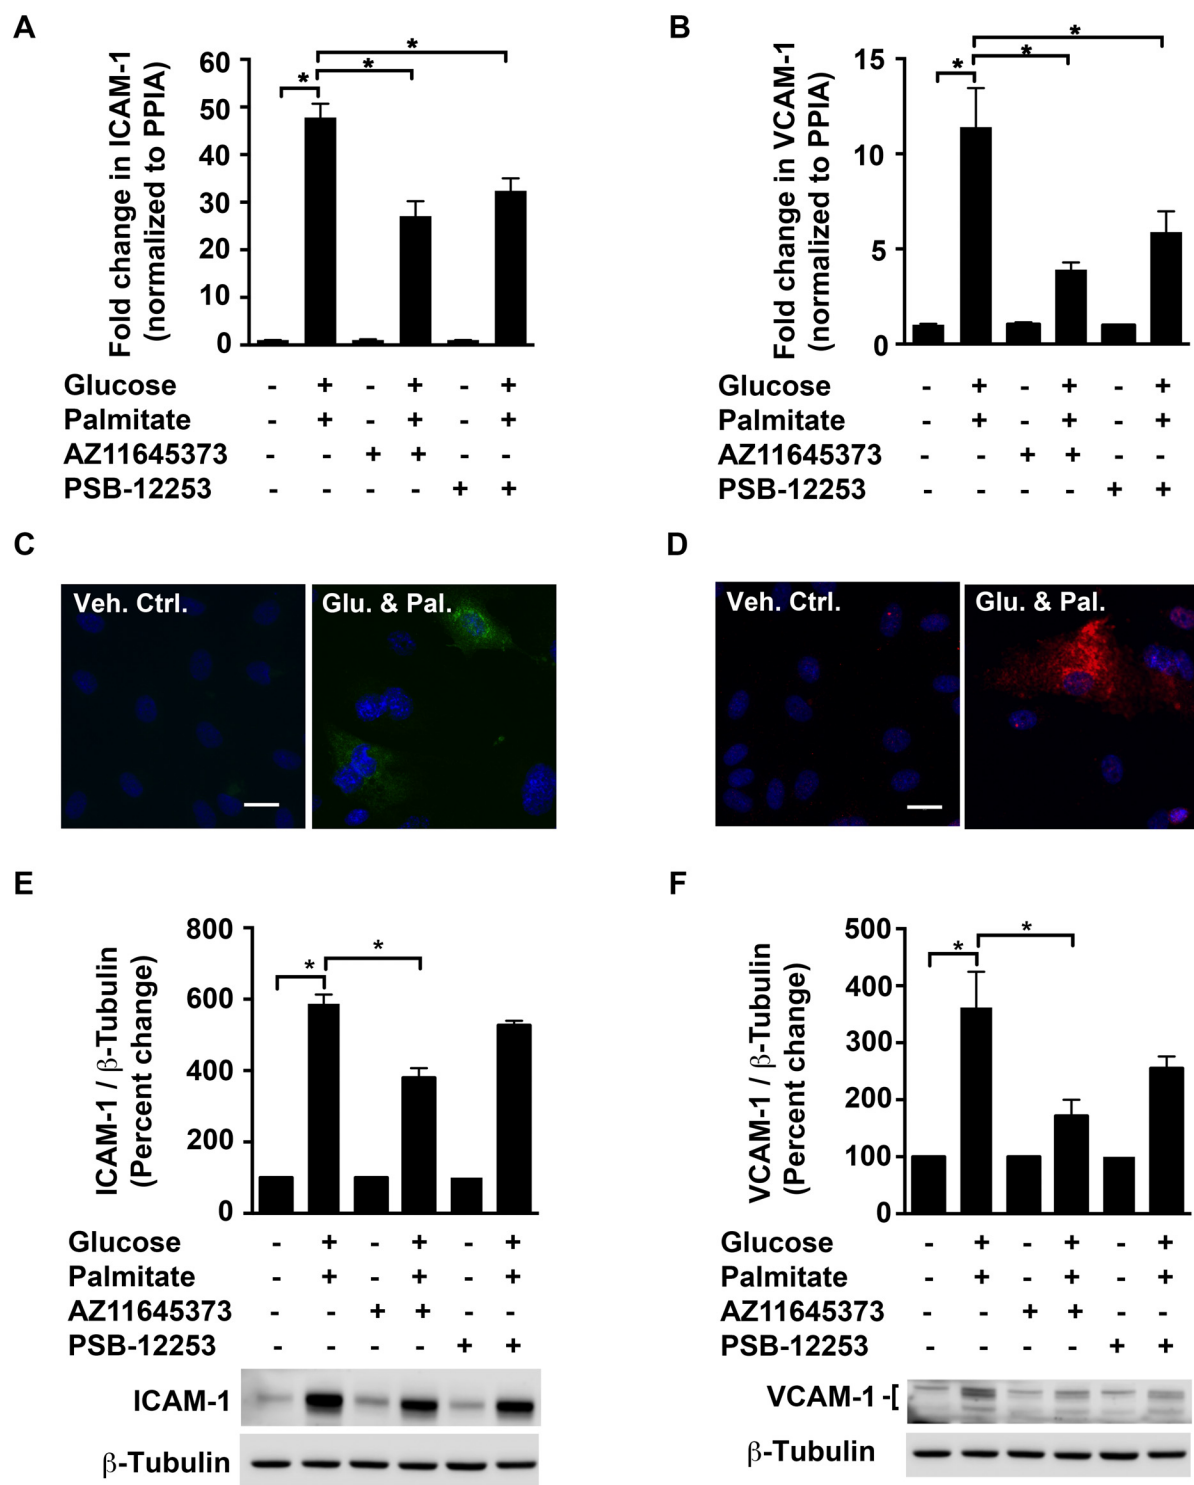 A
Fold change in ICAM-1
(normalized to PPIA)
60
50
40
30
20
10
0
*
*
*
Glucose - + - + - +
Palmitate - + - + - +
AZ11645373 - - + + - -
PSB-12253 - - - - + +
B
Fold change in VCAM-1
(normalized to PPIA)
15
10
5
0
*
*
*
Glucose - + - + - +
Palmitate - + - + - +
AZ11645373 - - + + - -
PSB-12253 - - - - + +
C
Veh. Ctrl.
Glu. & Pal.
D
Veh. Ctrl.
Glu. & Pal.
E
ICAM-1 / β-Tubulin
(Percent change)
800
600
400
200
0
*
*
Glucose - + - + - +
Palmitate - + - + - +
AZ11645373 - - + + - -
PSB-12253 - - - - + +
ICAM-1
β-Tubulin
F
VCAM-1 / β-Tubulin
(Percent change)
500
400
300
200
100
0
*
*
Glucose - + - + - +
Palmitate - + - + - +
AZ11645373 - - + + - -
PSB-12253 - - - - + +
VCAM-1 -[
β-Tubulin